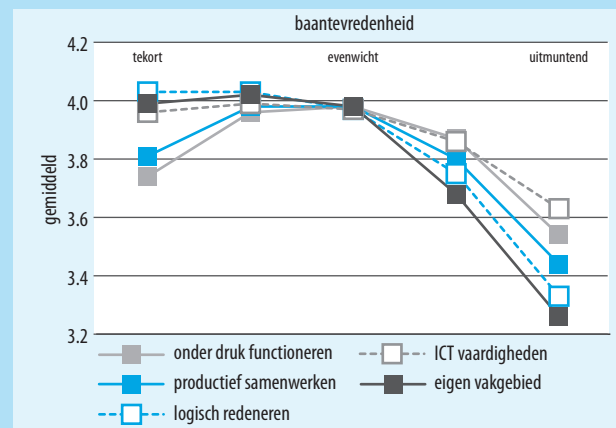 baantevredenheid
4.2
tekort evenwicht uitmuntend
4.0
3.8
gemiddeld
3.6
3.4
3.2
onder druk functioneren ICT vaardigheden
productief samenwerken eigen vakgebied
logisch redeneren